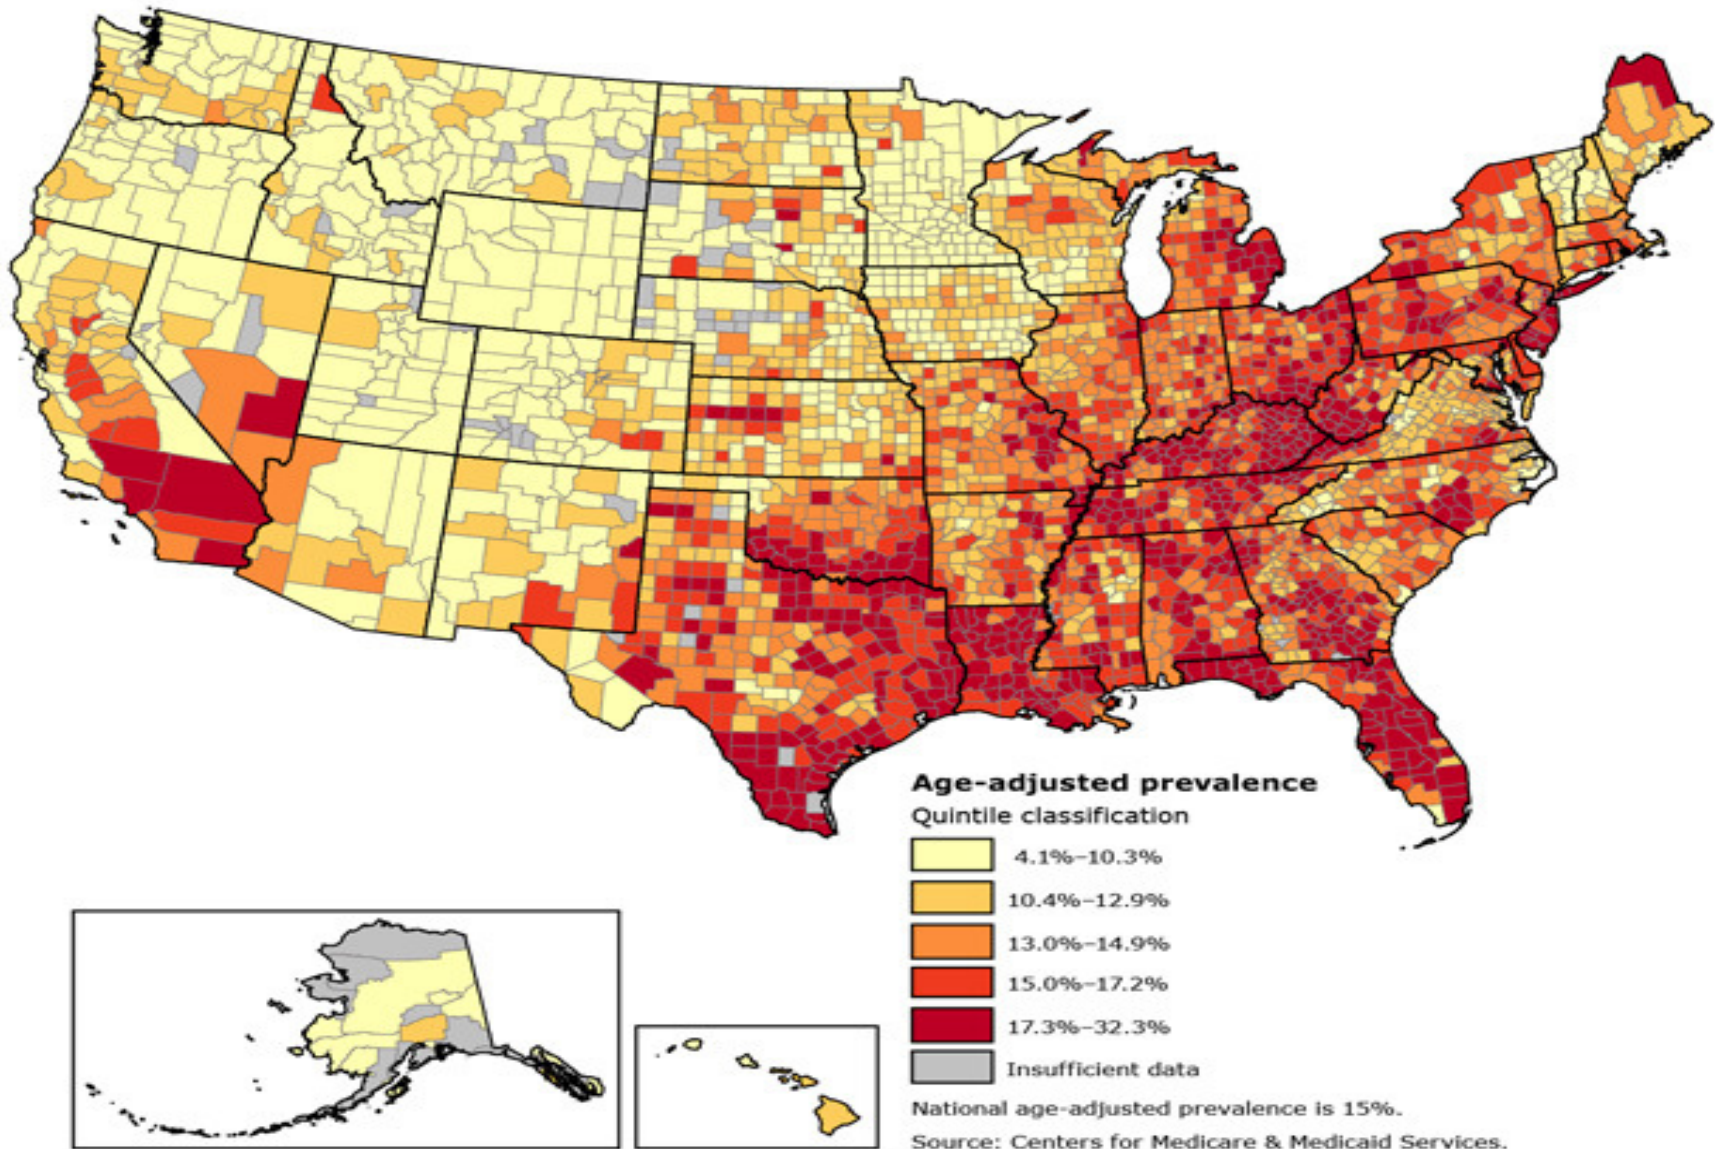 Age-adjusted prevalence
Quintile classification
4.1%–10.3%
10.4%–12.9%
13.0%–14.9%
15.0%–17.2%
17.3%–32.3%
Insufficient data
National age-adjusted prevalence is 15%.
Source: Centers for Medicare & Medicaid Services.